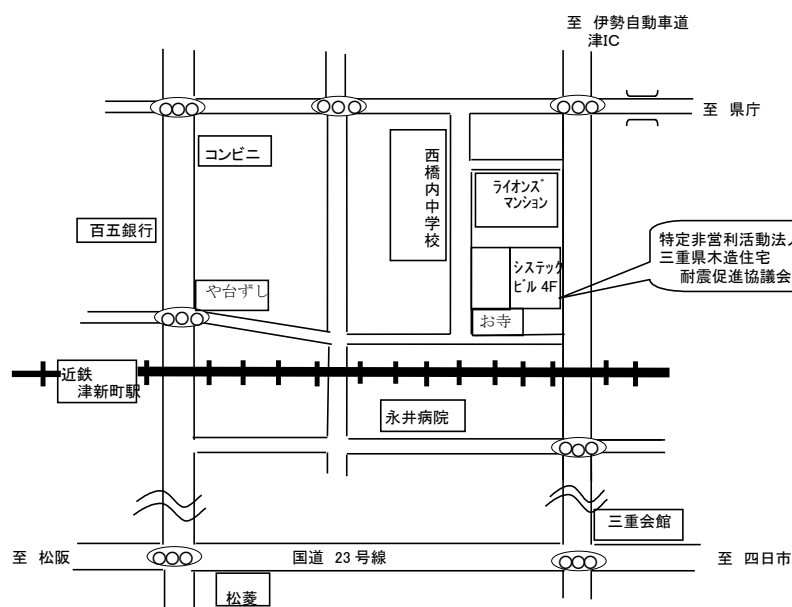 至 伊勢自動車道
津IC
至 県庁
コンビニ
西橋内中学校
ライオンズ
マンション
百五銀行
特定非営利活動法人
三重県木造住宅
耐震促進協議会
システック
ビル 4F
や台ずし
お寺
近鉄
津新町駅
永井病院
三重会館
至 松阪
国道 23 号線
至 四日市
松菱